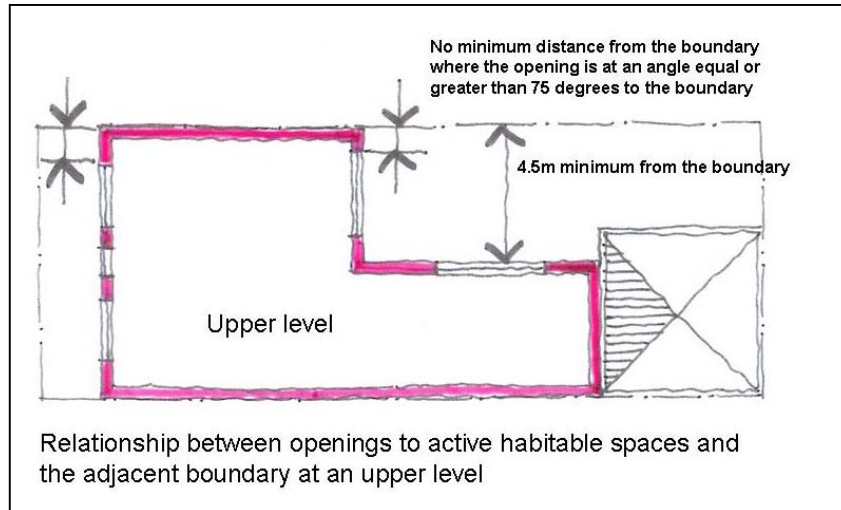 No minimum distance from the boundary
where the opening is at an angle equal or
greater than 75 degrees to the boundary
4.5m minimum from the boundary
Upper level
Relationship between openings to active habitable spaces and
the adjacent boundary at an upper level